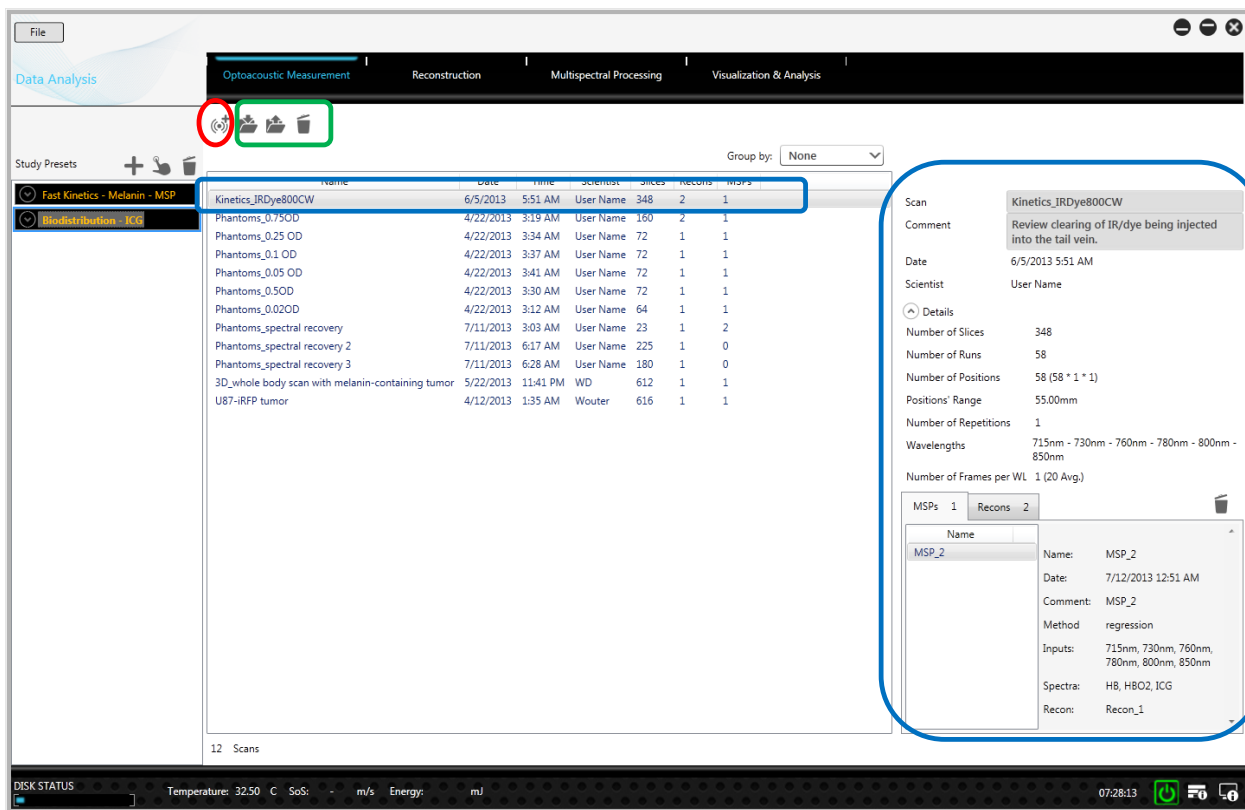 File
Data Analysis
Optoacoustic Measurement Reconstruction Multispectral Processing Visualization & Analysis
Study Presets
Group by: None
Fast Kinetics - Melanin - MSP
Biodistribution - ICG
Name Date Time Scientist Slices Recons MSPs
Kinetics_IRDye800CW 6/5/2013 5:51 AM User Name 348 2 1
Phantoms_0.75OD 4/22/2013 3:19 AM User Name 160 2 1
Phantoms_0.25 OD 4/22/2013 3:34 AM User Name 72 1 1
Phantoms_0.1 OD 4/22/2013 3:37 AM User Name 72 1 1
Phantoms_0.05 OD 4/22/2013 3:41 AM User Name 72 1 1
Phantoms_0.5OD 4/22/2013 3:30 AM User Name 72 1 1
Phantoms_0.02OD 4/22/2013 3:12 AM User Name 64 1 1
Phantoms_spectral recovery 7/11/2013 3:03 AM User Name 23 1 2
Phantoms_spectral recovery 2 7/11/2013 6:17 AM User Name 225 1 0
Phantoms_spectral recovery 3 7/11/2013 6:28 AM User Name 180 1 0
3D_whole body scan with melanin-containing tumor 5/22/2013 11:41 PM WD 612 1 1
U87-iRFP tumor 4/12/2013 1:35 AM Wouter 616 1 1
12 Scans
Scan Kinetics_IRDye800CW
Comment Review clearing of IR/dye being injected
into the tail vein.
Date 6/5/2013 5:51 AM
Scientist User Name
Details
Number of Slices 348
Number of Runs 58
Number of Positions 58 (58 * 1 * 1)
Positions' Range 55.00mm
Number of Repetitions 1
Wavelengths 715nm - 730nm - 760nm - 780nm - 800nm -
850nm
Number of Frames per WL 1 (20 Avg.)
MSPs 1 Recons 2
Name
MSP_2
Name: MSP_2
Date: 7/12/2013 12:51 AM
Comment: MSP_2
Method regression
Inputs: 715nm, 730nm, 760nm,
780nm, 800nm, 850nm
Spectra: HB, HBO2, ICG
Recon: Recon_1
DISK STATUS
Temperature: 32.50 C SoS: - m/s Energy: mJ
07:28:13